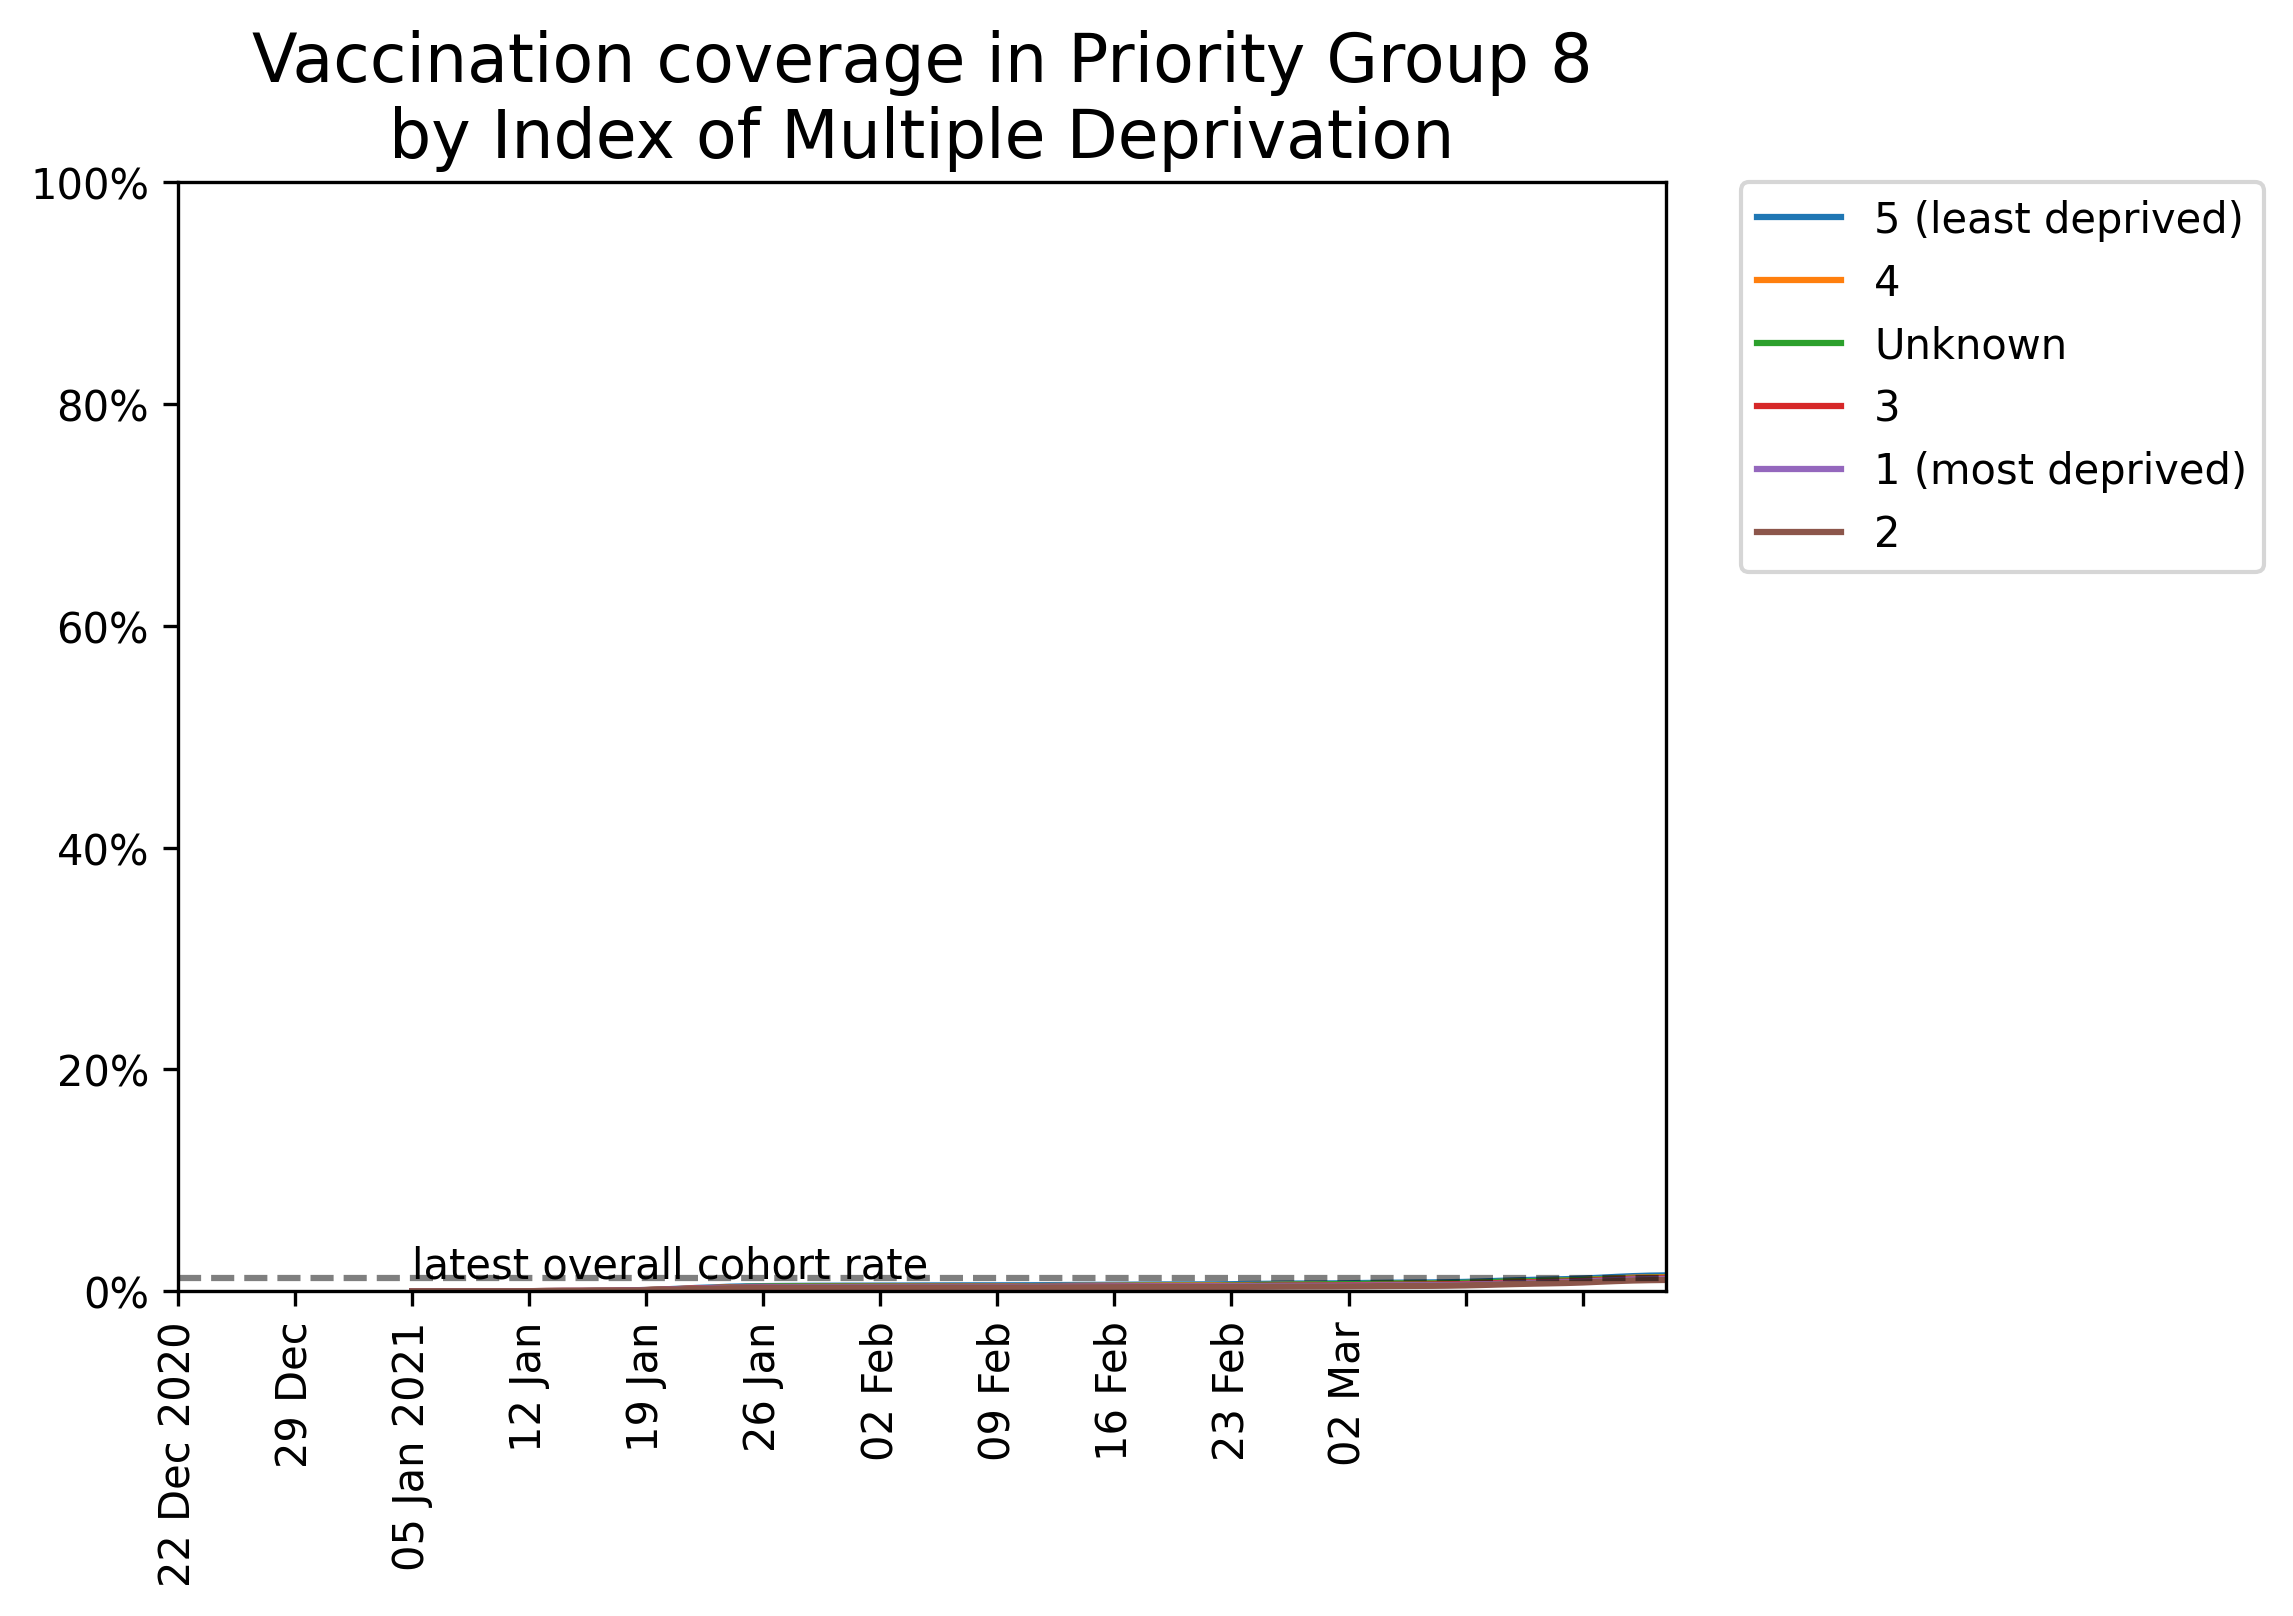 Vaccination coverage in Priority Group 8
by Index of Multiple Deprivation
100%
80%
60%
40%
20%
0%
latest overall cohort rate
22 Dec 2020
29 Dec
05 Jan 2021
12 Jan
19 Jan
26 Jan
02 Feb
09 Feb
16 Feb
23 Feb
02 Mar
5 (least deprived)
4
Unknown
3
1 (most deprived)
2